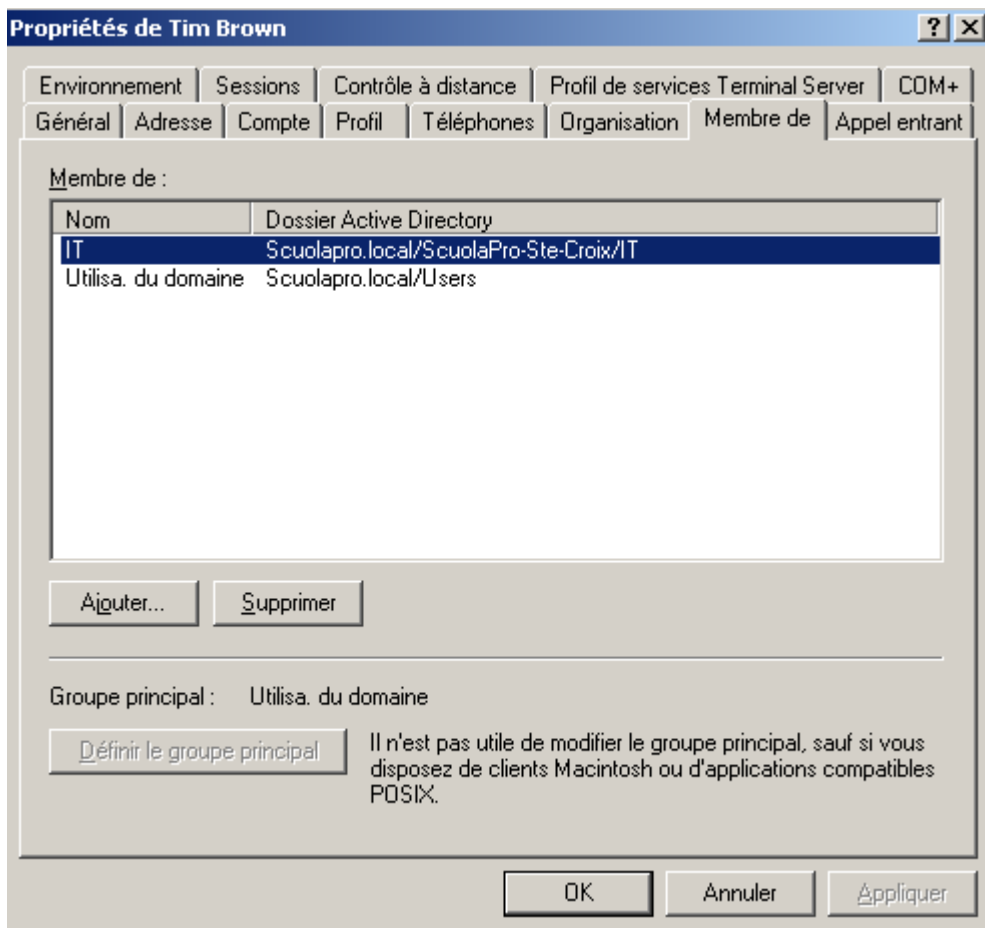 Propriétés de Tim Brown
Environnement Sessions Contrôle à distance Profil de services Terminal Server COM+
Général Adresse Compte Profil Téléphones Organisation Membre de Appel entrant
Membre de :
Nom Dossier Active Directory
IT Scuolapro.local/ScuolaPro-Ste-Croix/IT
Utilisa. du domaine Scuolapro.local/Users
Ajouter... Supprimer
Groupe principal : Utilisa. du domaine
Définir le groupe principal
Il n'est pas utile de modifier le groupe principal, sauf si vous
disposez de clients Macintosh ou d'applications compatibles
POSIX.
OK Annuler Appliquer